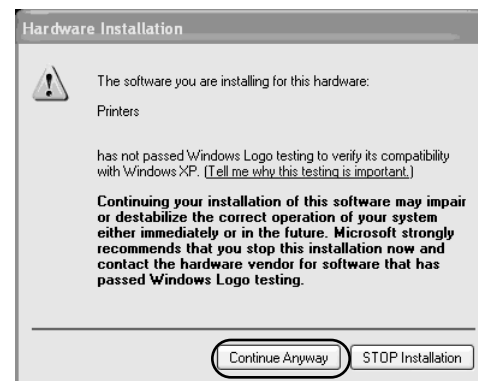 Hardware Installation
The software you are installing for this hardware:
Printers
has not passed Windows Logo testing to verify its compatibility
with Windows XP. (Tell me why this testing is important.)
Continuing your installation of this software may impair
or destabilize the correct operation of your system
either immediately or in the future. Microsoft strongly
recommends that you stop this installation now and
contact the hardware vendor for software that has
passed Windows Logo testing.
Continue Anyway STOP Installation